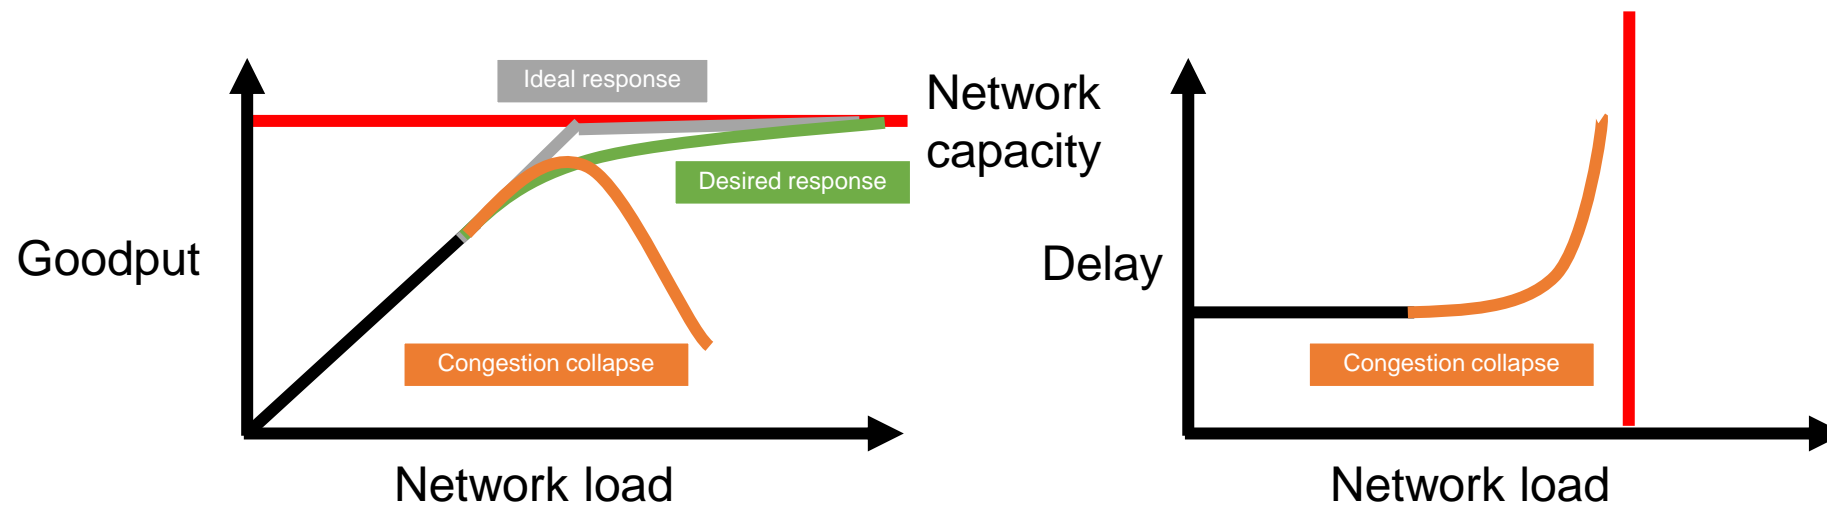 Ideal response
Network
capacity
Desired response
Goodput
Congestion collapse
Network load
Delay
Congestion collapse
Network load